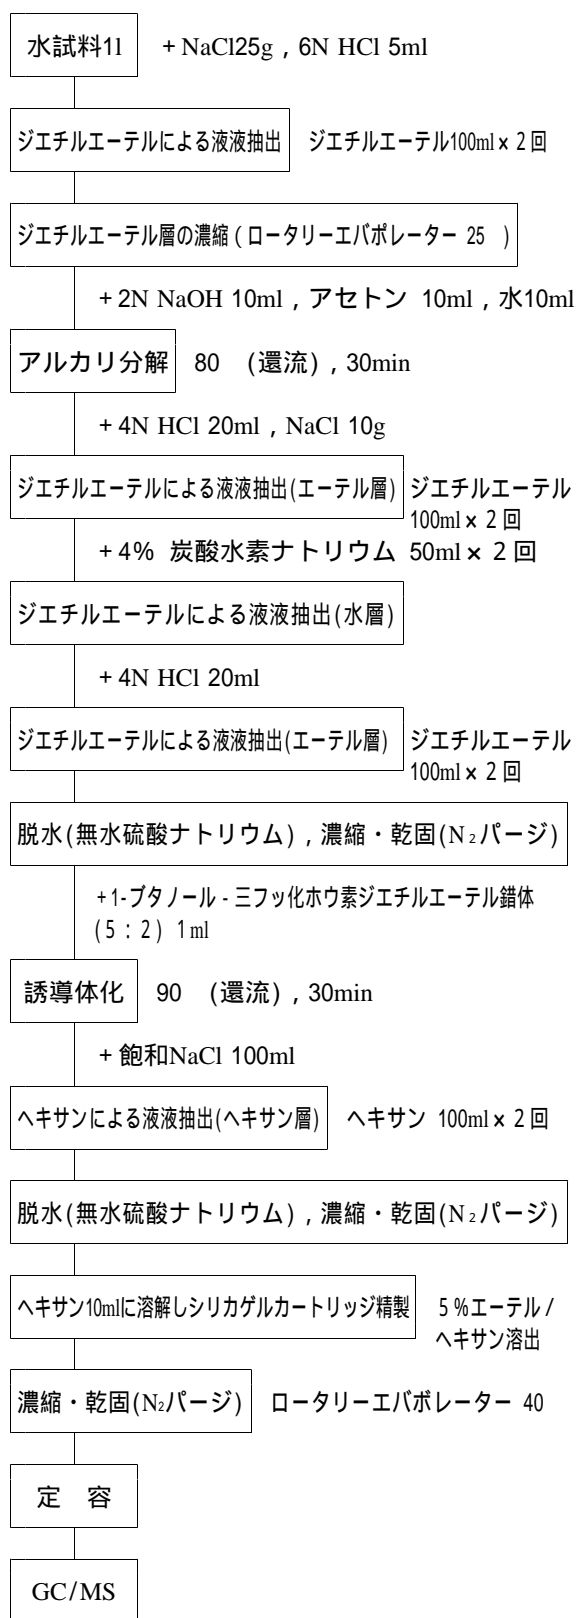 水試料1l + NaCl25g , 6N HCl 5ml
ジエチルエーテルによる液液抽出 ジエチルエーテル100ml × 2 回
ジエチルエーテル層の濃縮 ( ロータリーエバポレーター 25 )
+ 2N NaOH 10ml , アセトン 10ml , 水10ml
アルカリ分解 80 (還流) , 30min
+ 4N HCl 20ml , NaCl 10g
ジエチルエーテルによる液液抽出(エーテル層) ジエチルエーテル
100ml × 2 回
+ 4% 炭酸水素ナトリウム 50ml × 2 回
ジエチルエーテルによる液液抽出(水層)
+ 4N HCl 20ml
ジエチルエーテルによる液液抽出(エーテル層) ジエチルエーテル
100ml × 2 回
脱水(無水硫酸ナトリウム) , 濃縮・乾固(N₂パージ)
+1-ブタノール - 三フッ化ホウ素ジエチルエーテル錯体
( 5 : 2 ) 1 ml
誘導体化 90 (還流) , 30min
+ 飽和NaCl 100ml
ヘキサンによる液液抽出(ヘキサン層) ヘキサン 100ml × 2 回
脱水(無水硫酸ナトリウム) , 濃縮・乾固(N₂パージ)
ヘキサン10mlに溶解しシリカゲルカートリッジ精製 5 %エーテル /
ヘキサン溶出
濃縮・乾固(N₂パージ) ロータリーエバポレーター 40
定 容
GC/MS